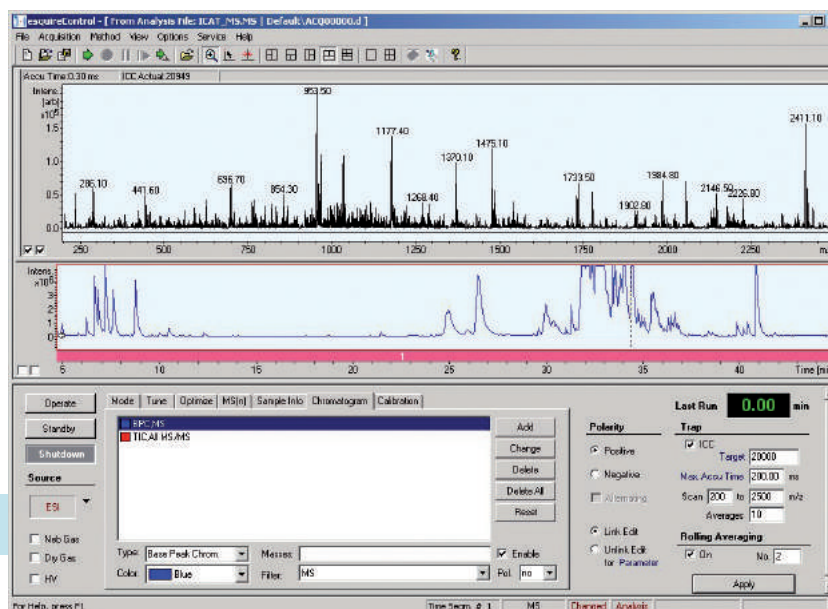 esquireControl - [ From Analysis File: ICAT_MS.MS | Default\ACQ00000.d ]
File Acquisition Method View Options Service Help
Accu Time:0.30 ms ICC Actual:20949
Intens.
[arb]
x10
1.5
1.0
0.5
0.0
286.10
441.60
696.70
854.30
953.50
1177.40
1268.40
1370.10
1475.10
1733.50
1902.60
1984.80
2146.50
2226.80
2411.10
250 500 750 1000 1250 1500 1750 2000 2250
Intens.
3
2
1
0
1
5 10 15 20 25 30 35 40 Time [min
Operate
Standby
Shutdown
Source
ESI
Neb Gas
Dry Gas
HV
Mode Tune Optimize MS(n) Sample Info Chromatogram Calibration
BPC,MS
TIC,All MS/MS
Add
Change
Delete
Delete All
Reset
Type: Base Peak Chrom. Masses: Enable
Color: Blue Filter: MS Pol. no
Polarity
Positive
Negative
Alternating
Link Edit
Unlink Edit
for Parameter
Last Run 0.00 min
Trap
ICC
Target 20000
Max. Accu Time 200.00 ms
Scan 200 to 2500 m/z
Averages 10
Rolling Averaging
On No. 2
Apply
For Help, press F1 Time Segm. # 1 MS Changed Analysis